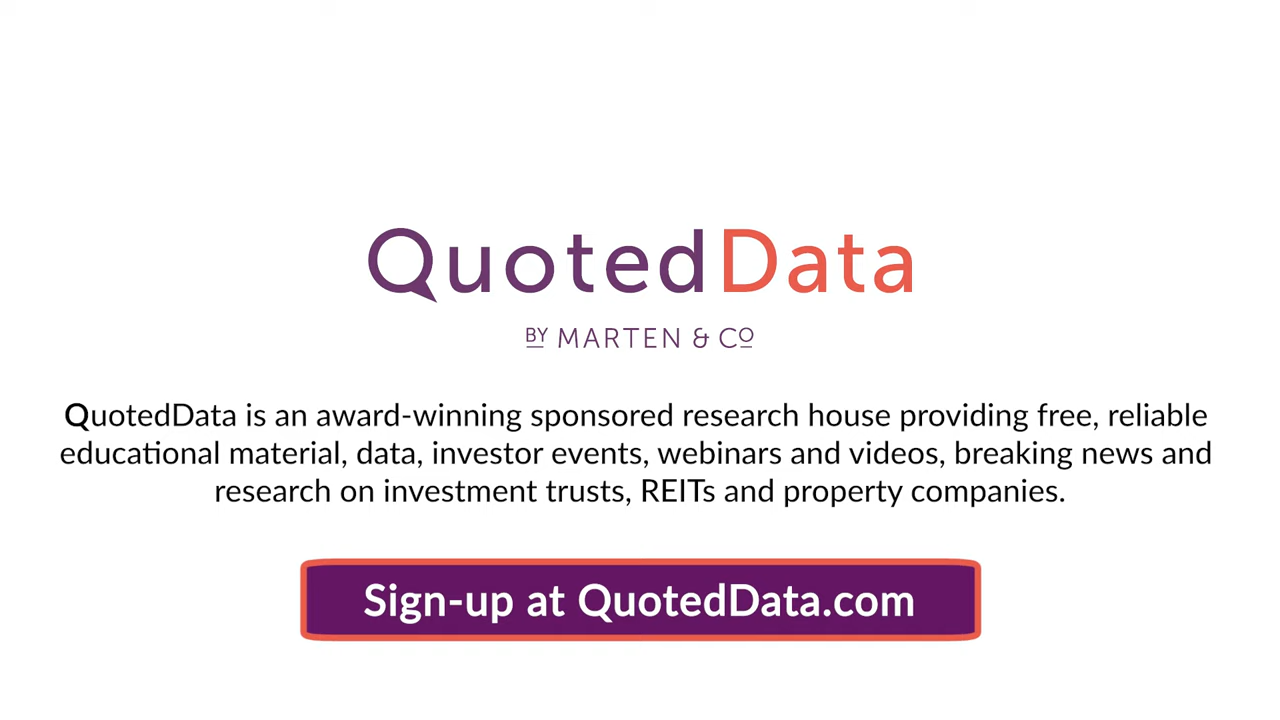 QuotedData
BY MARTEN & CO
QuotedData is an award-winning sponsored research house providing free, reliable
educational material, data, investor events, webinars and videos, breaking news and
research on investment trusts, REITs and property companies.
Sign-up at QuotedData.com